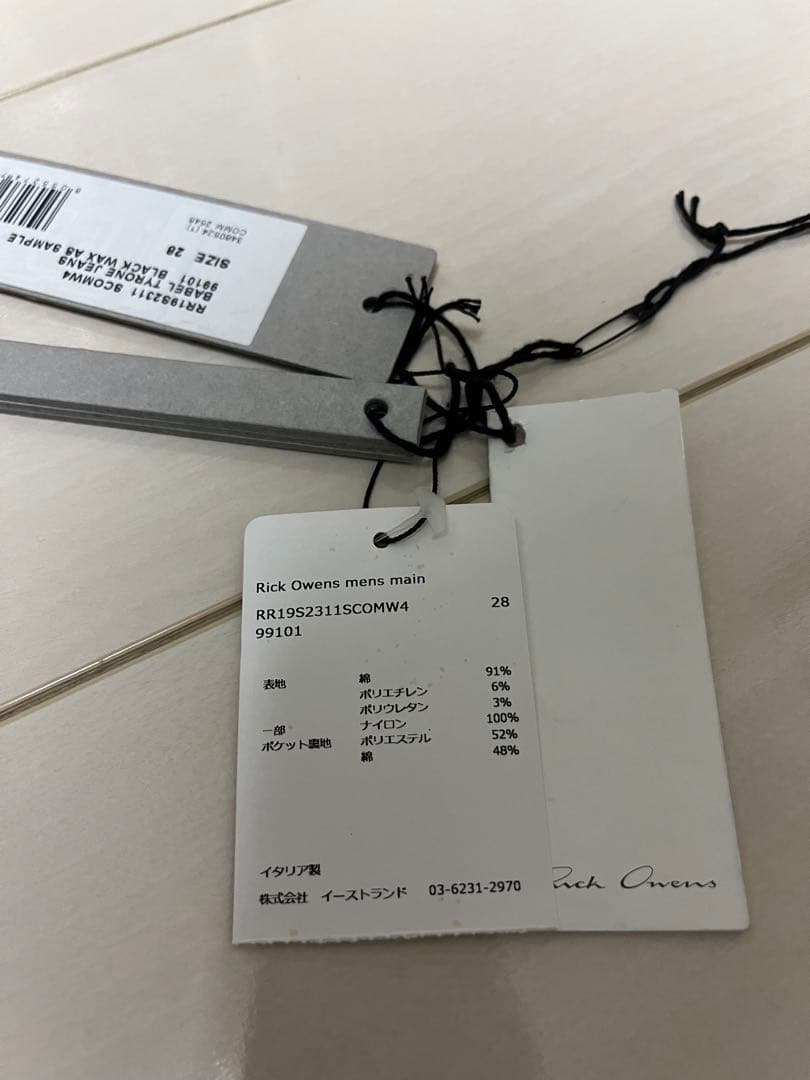 RR19S2311 SCOMW4
BABEL TYRONE JEANS
99101 BLACK WAX AS SAMPLE
SIZE 28
3480524 (1)
COMM 2548
Rick Owens mens main
RR19S2311SCOMW4 28
99101
表地 綿 91%
ポリエチレン 6%
ポリウレタン 3%
一部 ナイロン 100%
ポケット裏地 ポリエステル 52%
綿 48%
イタリア製
株式会社 イーストランド 03-6231-2970
Rick Owens